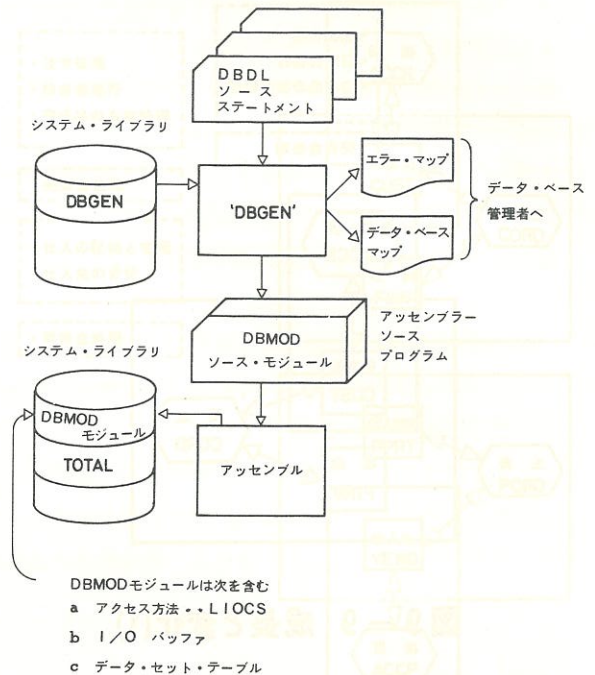 DBDL
ソース
ステートメント
システム・ライブラリ
DBGEN
'DBGEN'
エラー・マップ
データ・ベース
マップ
データ・ベース
管理者へ
DBMOD
ソース・モジュール
アッセンブラー
ソース
プログラム
システム・ライブラリ
DBMOD
モジュール
TOTAL
アッセンブル
DBMODモジュールは次を含む
a アクセス方法・・LIOCS
b I/O バッファ
c データ・セット・テーブル